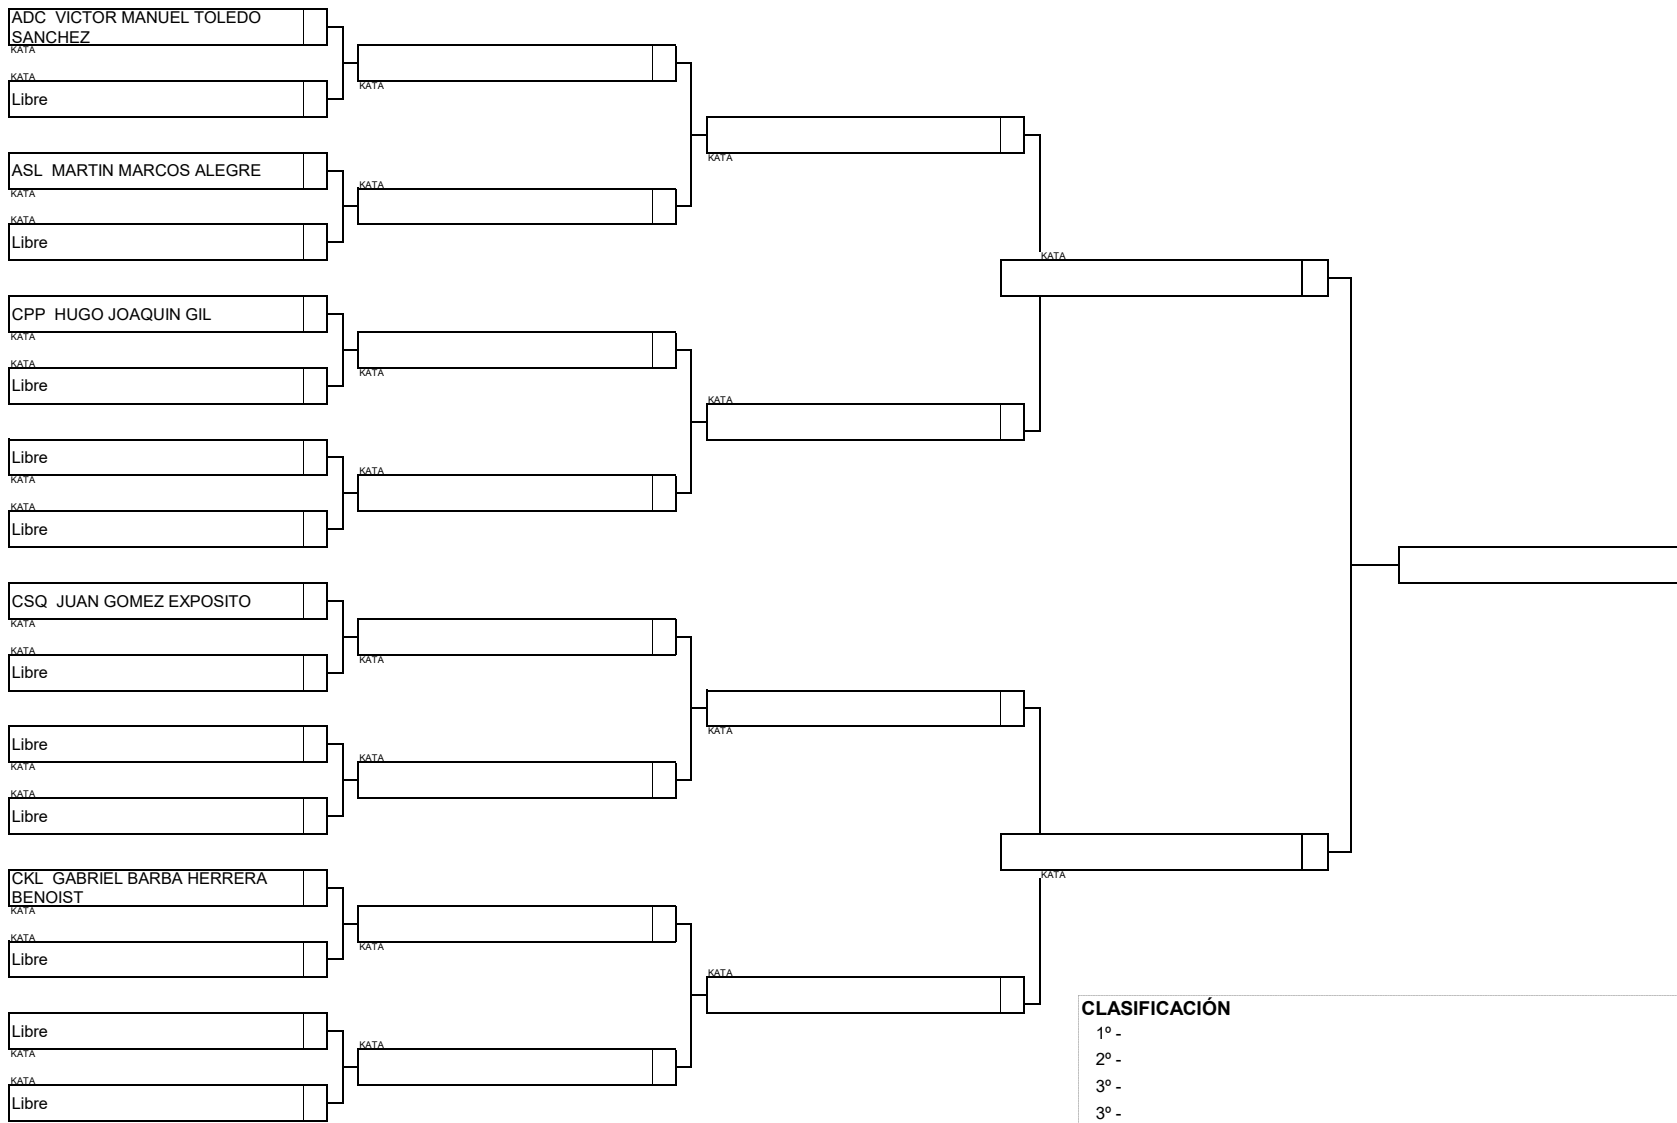 ADC  VICTOR MANUEL TOLEDO
SANCHEZ
KATA
KATA
Libre
ASL  MARTIN MARCOS ALEGRE
KATA
KATA
Libre
CPP  HUGO JOAQUIN GIL
KATA
KATA
Libre
Libre
KATA
KATA
Libre
CSQ  JUAN GOMEZ EXPOSITO
KATA
KATA
Libre
Libre
KATA
KATA
Libre
CKL  GABRIEL BARBA HERRERA
BENOIST
KATA
KATA
Libre
Libre
KATA
KATA
Libre
KATA
KATA
KATA
KATA
KATA
KATA
KATA
KATA
KATA
KATA
KATA
KATA
KATA
KATA
CLASIFICACIÓN
1º -
2º -
3º -
3º -